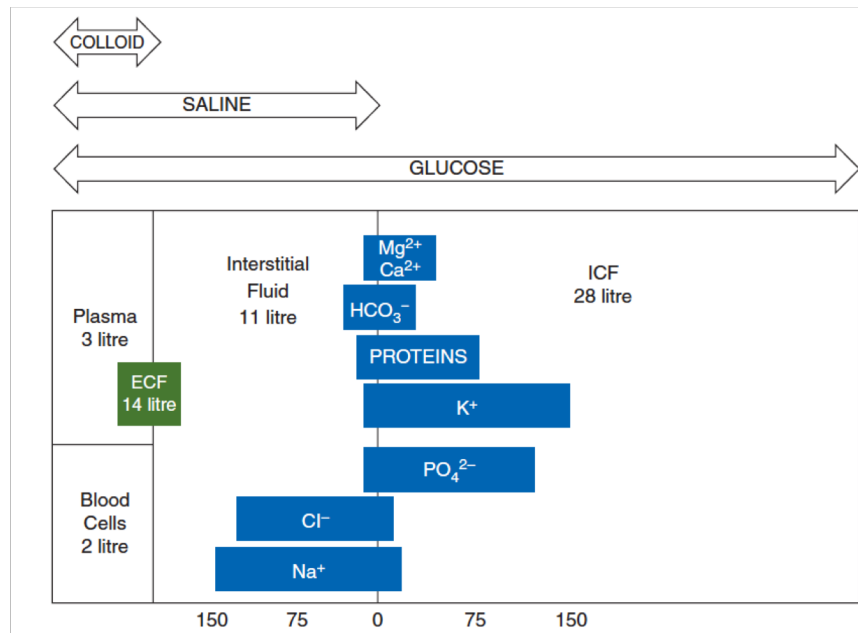 COLLOID
SALINE
GLUCOSE
Plasma
3 litre
ECF
14 litre
Blood
Cells
2 litre
Interstitial
Fluid
11 litre
Mg²⁺
Ca²⁺
HCO₃⁻
PROTEINS
K⁺
PO₄²⁻
Cl⁻
Na⁺
ICF
28 litre
150 75 0 75 150